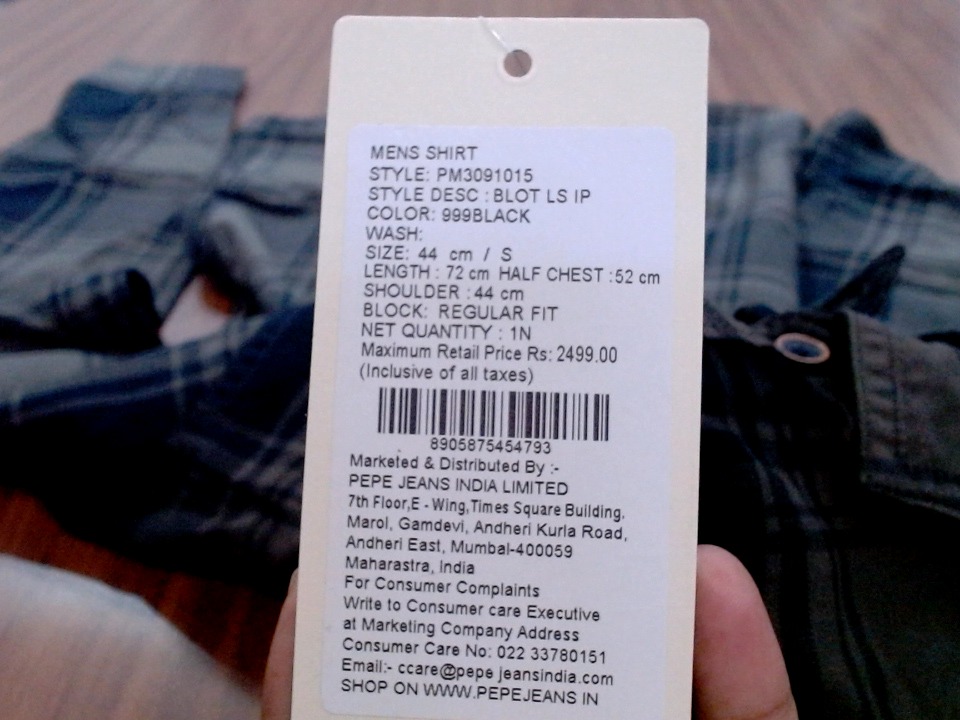 MENS SHIRT
STYLE: PM3091015
STYLE DESC : BLOT LS IP
COLOR: 999BLACK
WASH:
SIZE: 44 cm / S
LENGTH : 72 cm HALF CHEST :52 cm
SHOULDER :44 cm
BLOCK: REGULAR FIT
NET QUANTITY : 1N
Maximum Retail Price Rs: 2499.00
(Inclusive of all taxes)
8905875454793
Marketed & Distributed By :-
PEPE JEANS INDIA LIMITED
7th Floor,E - Wing,Times Square Building,
Marol, Gamdevi, Andheri Kurla Road,
Andheri East, Mumbai-400059
Maharastra, India
For Consumer Complaints
Write to Consumer care Executive
at Marketing Company Address
Consumer Care No: 022 33780151
Email:- ccare@pepe jeansindia.com
SHOP ON WWW.PEPEJEANS IN